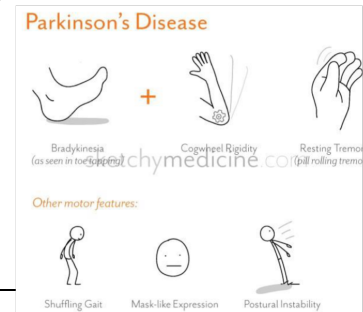 Parkinson's Disease
+
Bradykinesia Cogwheel Rigidity Resting Tremor
(as seen in toe tapping) (pill rolling tremo
sketchymedicine.com
Other motor features:
Shuffling Gait Mask-like Expression Postural Instability